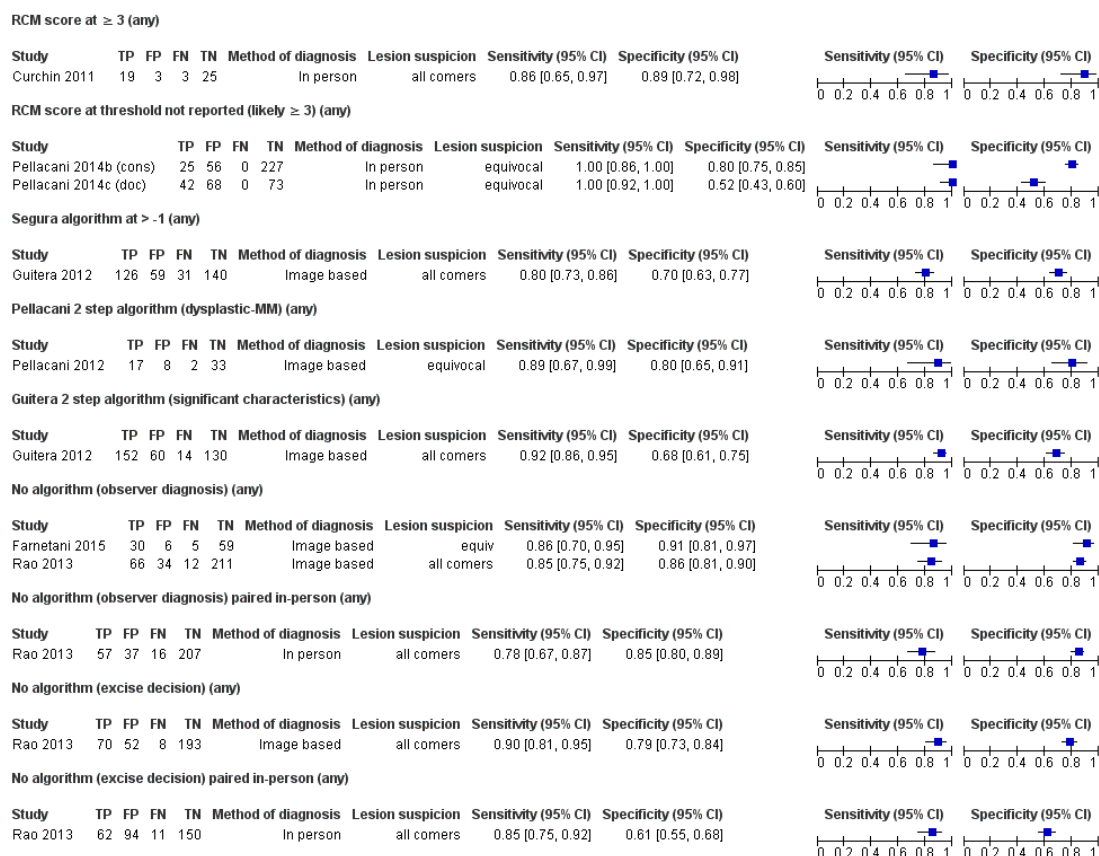 RCM score at ≥ 3 (any)
Study TP FP FN TN Method of diagnosis Lesion suspicion Sensitivity (95% CI) Specificity (95% CI) Sensitivity (95% CI) Specificity (95% CI)
Curchin 2011 19 3 3 25 In person all comers 0.86 [0.65, 0.97] 0.89 [0.72, 0.98]
0 0.2 0.4 0.6 0.8 1 0 0.2 0.4 0.6 0.8 1
RCM score at threshold not reported (likely ≥ 3) (any)
Study TP FP FN TN Method of diagnosis Lesion suspicion Sensitivity (95% CI) Specificity (95% CI) Sensitivity (95% CI) Specificity (95% CI)
Pellacani 2014b (cons) 25 56 0 227 In person equivocal 1.00 [0.86, 1.00] 0.80 [0.75, 0.85]
Pellacani 2014c (doc) 42 68 0 73 In person equivocal 1.00 [0.92, 1.00] 0.52 [0.43, 0.60]
0 0.2 0.4 0.6 0.8 1 0 0.2 0.4 0.6 0.8 1
Segura algorithm at > -1 (any)
Study TP FP FN TN Method of diagnosis Lesion suspicion Sensitivity (95% CI) Specificity (95% CI) Sensitivity (95% CI) Specificity (95% CI)
Guitera 2012 126 59 31 140 Image based all comers 0.80 [0.73, 0.86] 0.70 [0.63, 0.77]
0 0.2 0.4 0.6 0.8 1 0 0.2 0.4 0.6 0.8 1
Pellacani 2 step algorithm (dysplastic-MM) (any)
Study TP FP FN TN Method of diagnosis Lesion suspicion Sensitivity (95% CI) Specificity (95% CI) Sensitivity (95% CI) Specificity (95% CI)
Pellacani 2012 17 8 2 33 Image based equivocal 0.89 [0.67, 0.99] 0.80 [0.65, 0.91]
0 0.2 0.4 0.6 0.8 1 0 0.2 0.4 0.6 0.8 1
Guitera 2 step algorithm (significant characteristics) (any)
Study TP FP FN TN Method of diagnosis Lesion suspicion Sensitivity (95% CI) Specificity (95% CI) Sensitivity (95% CI) Specificity (95% CI)
Guitera 2012 152 60 14 130 Image based all comers 0.92 [0.86, 0.95] 0.68 [0.61, 0.75]
0 0.2 0.4 0.6 0.8 1 0 0.2 0.4 0.6 0.8 1
No algorithm (observer diagnosis) (any)
Study TP FP FN TN Method of diagnosis Lesion suspicion Sensitivity (95% CI) Specificity (95% CI) Sensitivity (95% CI) Specificity (95% CI)
Farnetani 2015 30 6 5 59 Image based equiv 0.86 [0.70, 0.95] 0.91 [0.81, 0.97]
Rao 2013 66 34 12 211 Image based all comers 0.85 [0.75, 0.92] 0.86 [0.81, 0.90]
0 0.2 0.4 0.6 0.8 1 0 0.2 0.4 0.6 0.8 1
No algorithm (observer diagnosis) paired in-person (any)
Study TP FP FN TN Method of diagnosis Lesion suspicion Sensitivity (95% CI) Specificity (95% CI) Sensitivity (95% CI) Specificity (95% CI)
Rao 2013 57 37 16 207 In person all comers 0.78 [0.67, 0.87] 0.85 [0.80, 0.89]
0 0.2 0.4 0.6 0.8 1 0 0.2 0.4 0.6 0.8 1
No algorithm (excise decision) (any)
Study TP FP FN TN Method of diagnosis Lesion suspicion Sensitivity (95% CI) Specificity (95% CI) Sensitivity (95% CI) Specificity (95% CI)
Rao 2013 70 52 8 193 Image based all comers 0.90 [0.81, 0.95] 0.79 [0.73, 0.84]
0 0.2 0.4 0.6 0.8 1 0 0.2 0.4 0.6 0.8 1
No algorithm (excise decision) paired in-person (any)
Study TP FP FN TN Method of diagnosis Lesion suspicion Sensitivity (95% CI) Specificity (95% CI) Sensitivity (95% CI) Specificity (95% CI)
Rao 2013 62 94 11 150 In person all comers 0.85 [0.75, 0.92] 0.61 [0.55, 0.68]
0 0.2 0.4 0.6 0.8 1 0 0.2 0.4 0.6 0.8 1